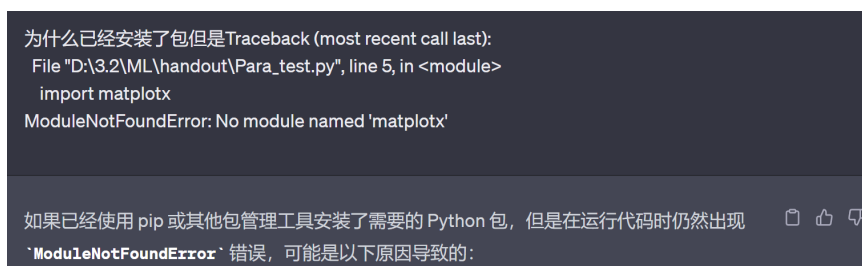 为什么已经安装了包但是Traceback (most recent call last):
File "D:\3.2\ML\handout\Para_test.py", line 5, in <module>
import matplotx
ModuleNotFoundError: No module named 'matplotx'
如果已经使用 pip 或其他包管理工具安装了需要的 Python 包，但是在运行代码时仍然出现
`ModuleNotFoundError` 错误，可能是以下原因导致的：